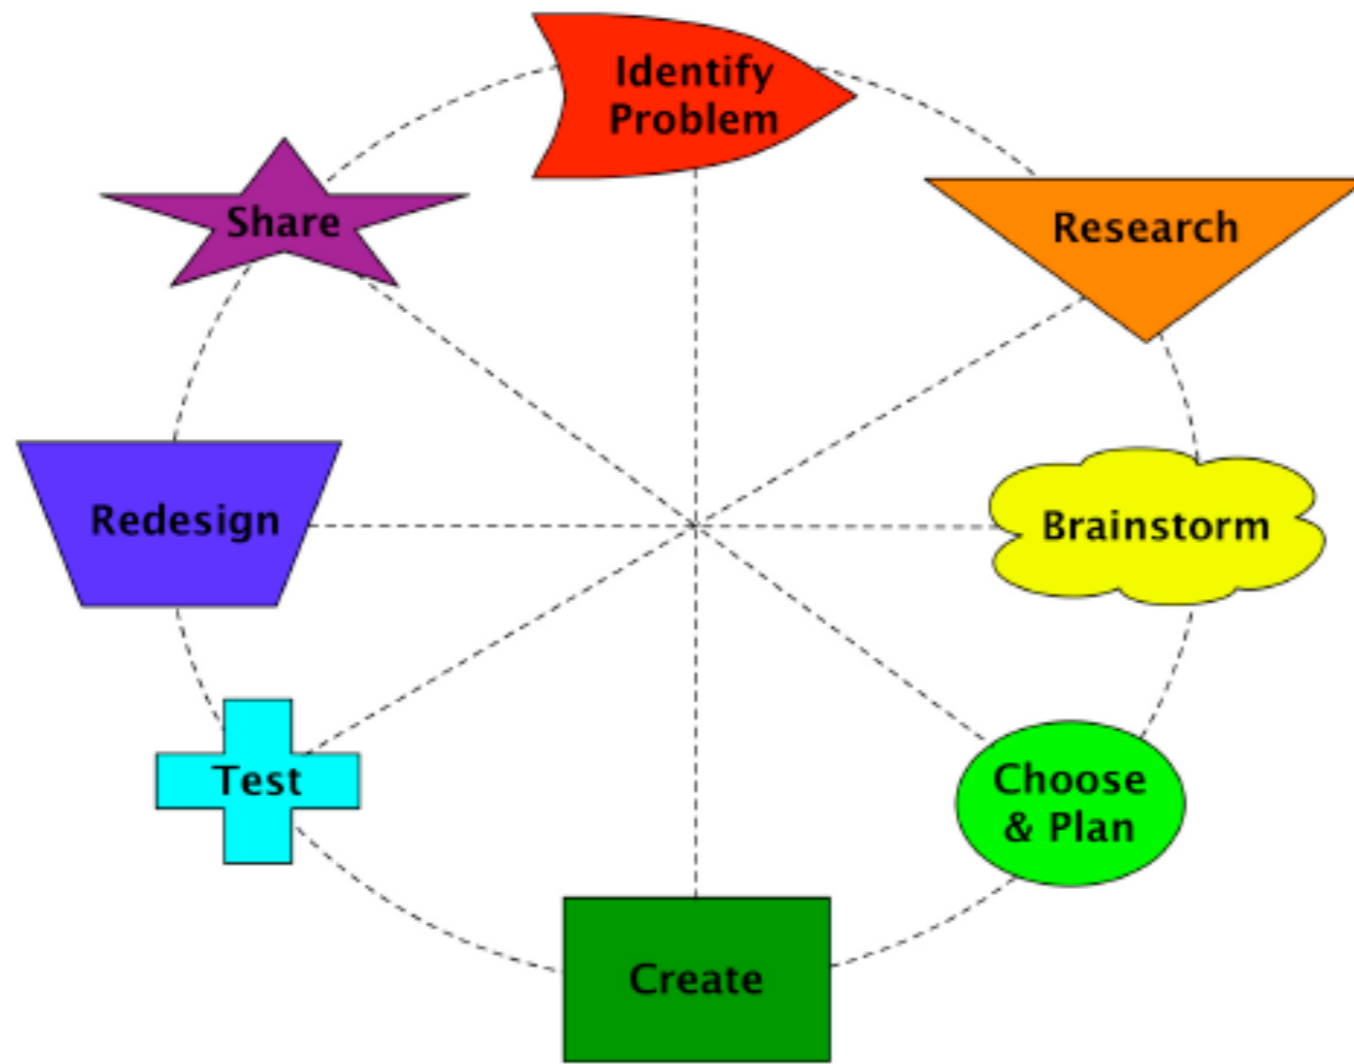 Identify
Problem
Research
Brainstorm
Choose
& Plan
Create
Test
Redesign
Share